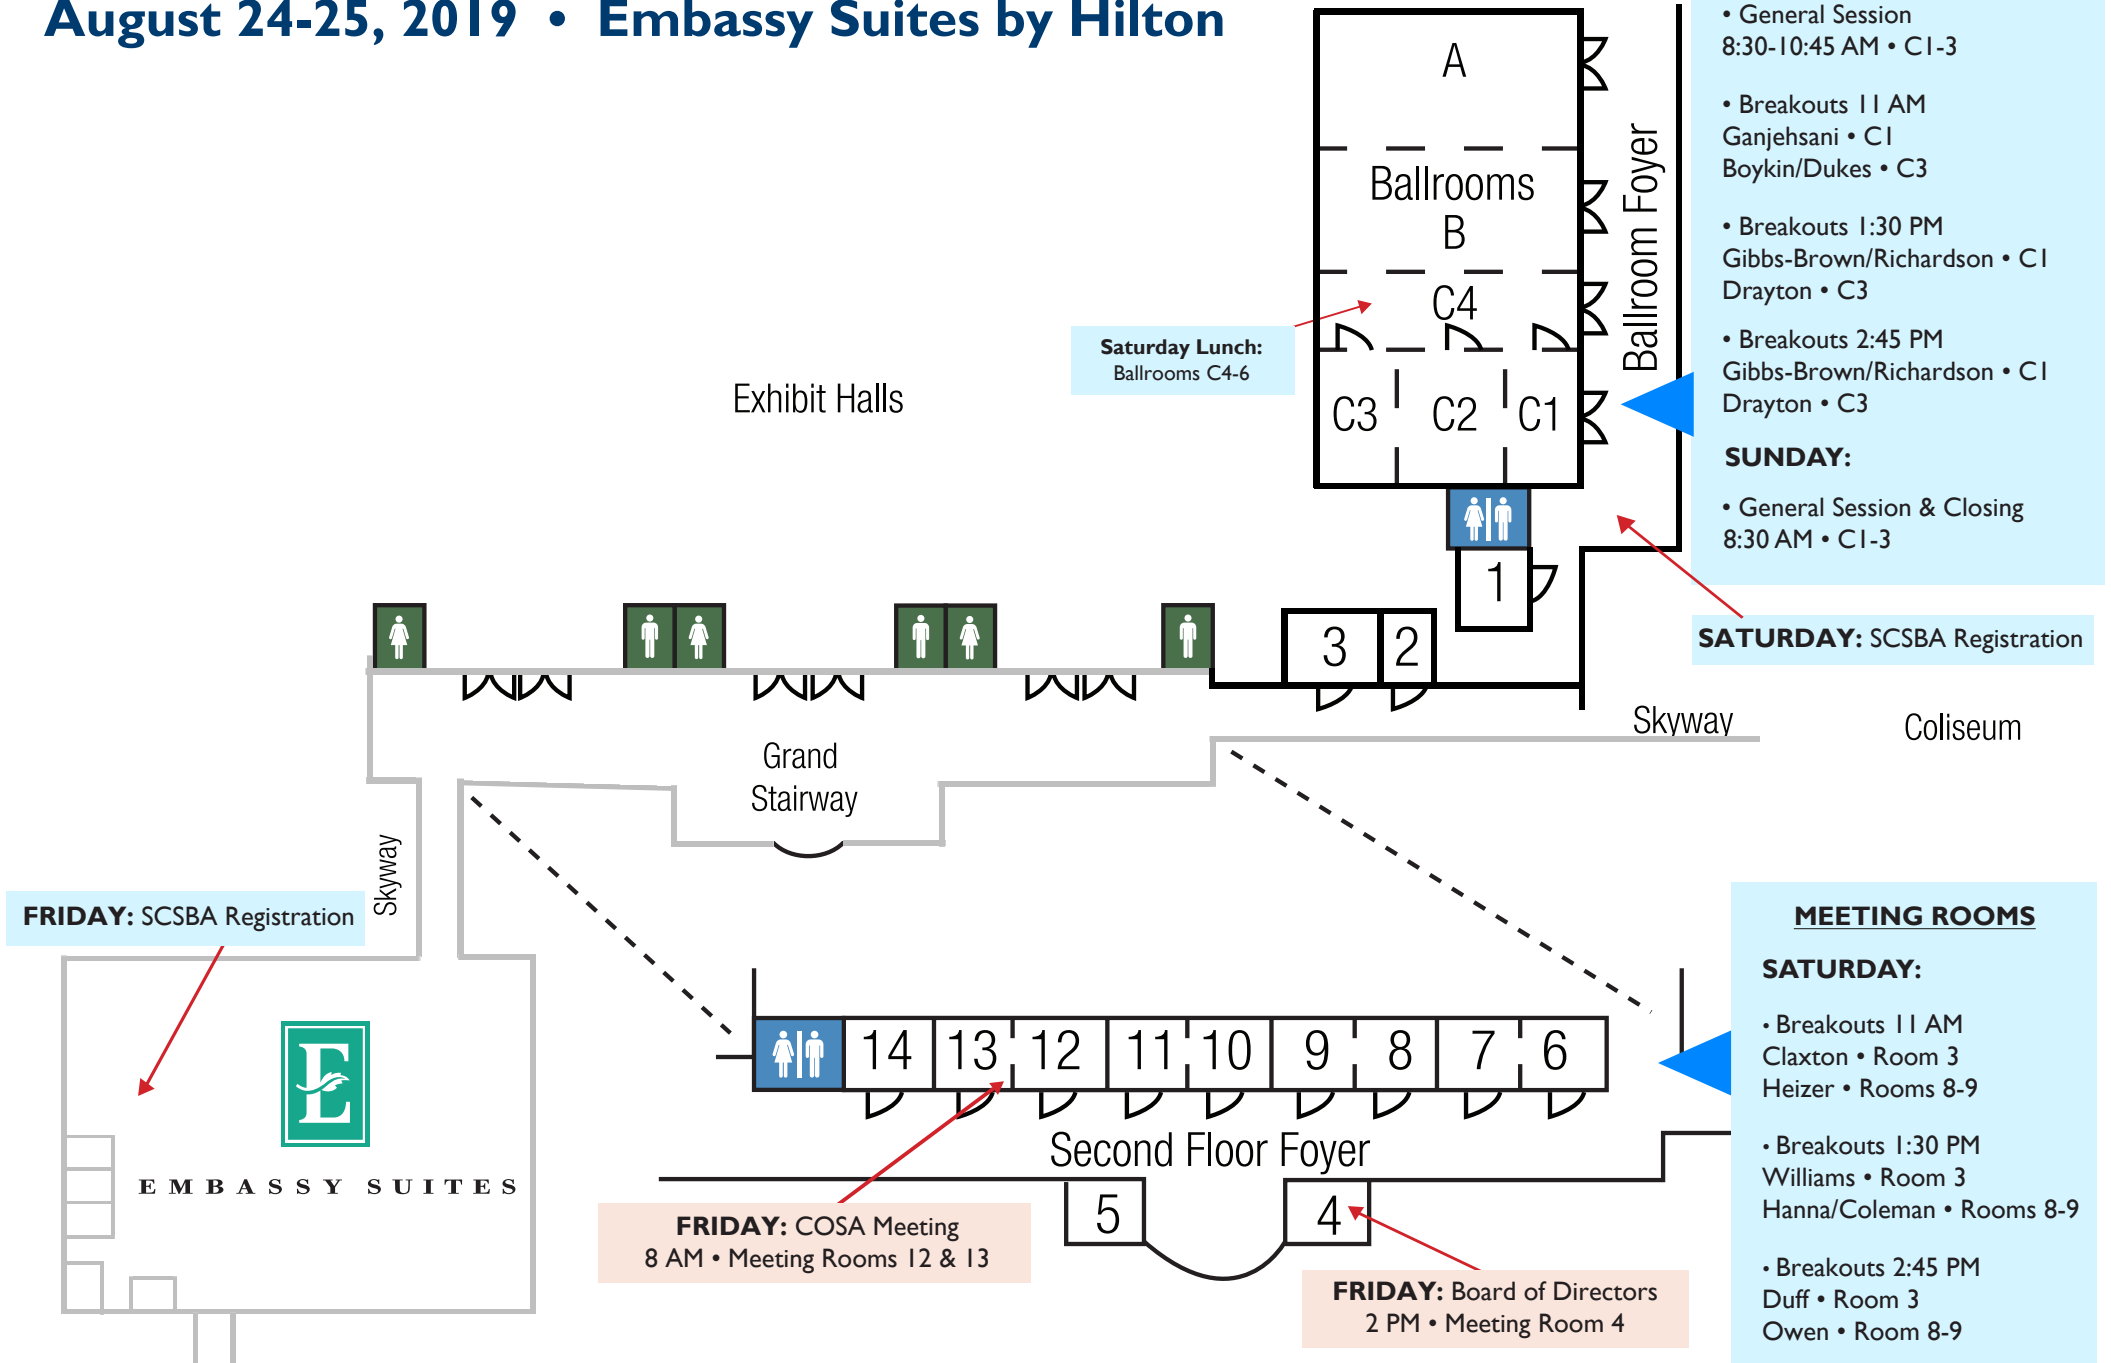 August 24-25, 2019 • Embassy Suites by Hilton
• General Session
8:30-10:45 AM • C1-3
• Breakouts 11 AM
Ganjehsani • C1
Boykin/Dukes • C3
• Breakouts 1:30 PM
Gibbs-Brown/Richardson • C1
Drayton • C3
• Breakouts 2:45 PM
Gibbs-Brown/Richardson • C1
Drayton • C3
SUNDAY:
• General Session & Closing
8:30 AM • C1-3
A
Ballrooms
B
C4
C3
C2
C1
Ballroom Foyer
Saturday Lunch:
Ballrooms C4-6
Exhibit Halls
1
3
2
SATURDAY: SCSBA Registration
Skyway
Coliseum
Grand
Stairway
Skyway
FRIDAY: SCSBA Registration
E
EMBASSY SUITES
14
13
12
11
10
9
8
7
6
Second Floor Foyer
5
4
FRIDAY: COSA Meeting
8 AM • Meeting Rooms 12 & 13
FRIDAY: Board of Directors
2 PM • Meeting Room 4
MEETING ROOMS
SATURDAY:
• Breakouts 11 AM
Claxton • Room 3
Heizer • Rooms 8-9
• Breakouts 1:30 PM
Williams • Room 3
Hanna/Coleman • Rooms 8-9
• Breakouts 2:45 PM
Duff • Room 3
Owen • Room 8-9